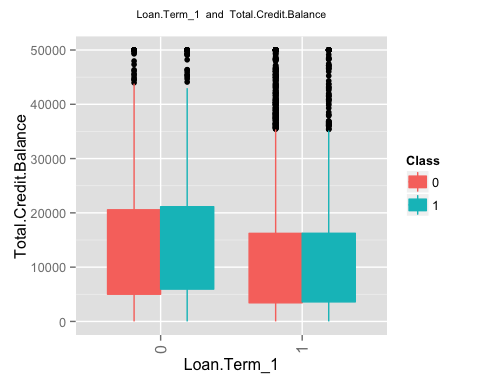 Loan.Term_1 and Total.Credit.Balance
50000
40000
30000
20000
10000
0
Total.Credit.Balance
0
1
Loan.Term_1
Class
0
1